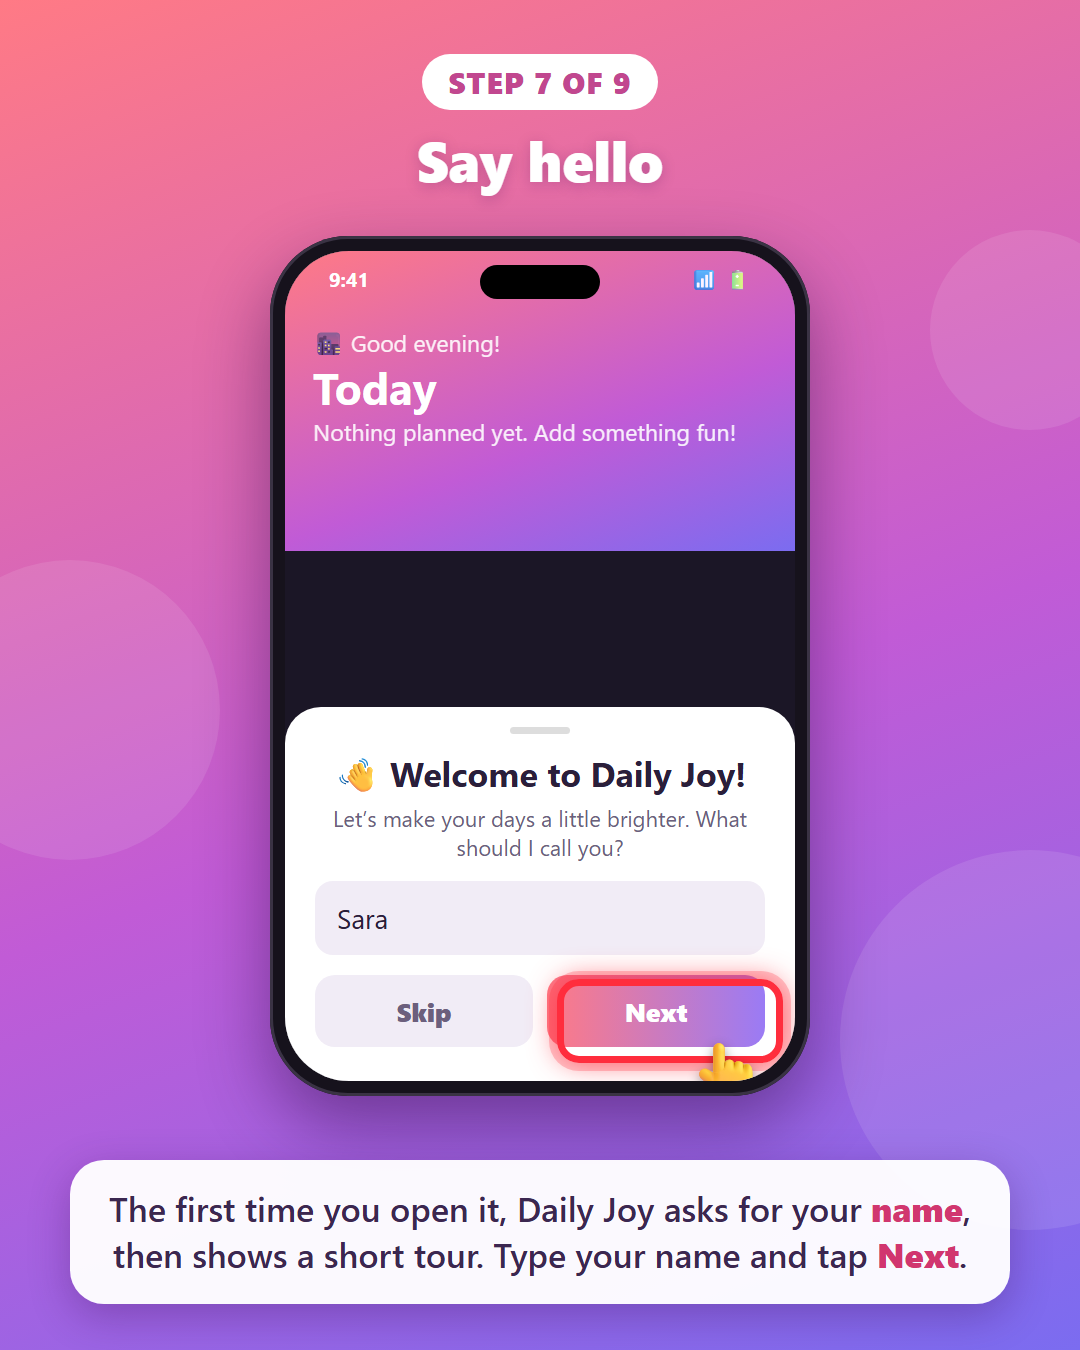 STEP 7 OF 9
Say hello
9:41
Good evening!
Today
Nothing planned yet. Add something fun!
Welcome to Daily Joy!
Let’s make your days a little brighter. What
should I call you?
Sara
Skip
Next
The first time you open it, Daily Joy asks for your name,
then shows a short tour. Type your name and tap Next.